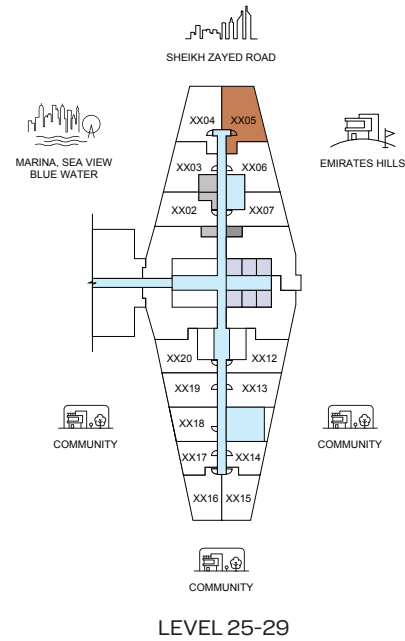 SHEIKH ZAYED ROAD
XX04
XX05
MARINA, SEA VIEW
BLUE WATER
EMIRATES HILLS
XX03
XX06
XX02
XX07
XX20
XX12
XX19
XX13
XX18
COMMUNITY
COMMUNITY
XX17
XX14
XX16
XX15
COMMUNITY
LEVEL 25-29